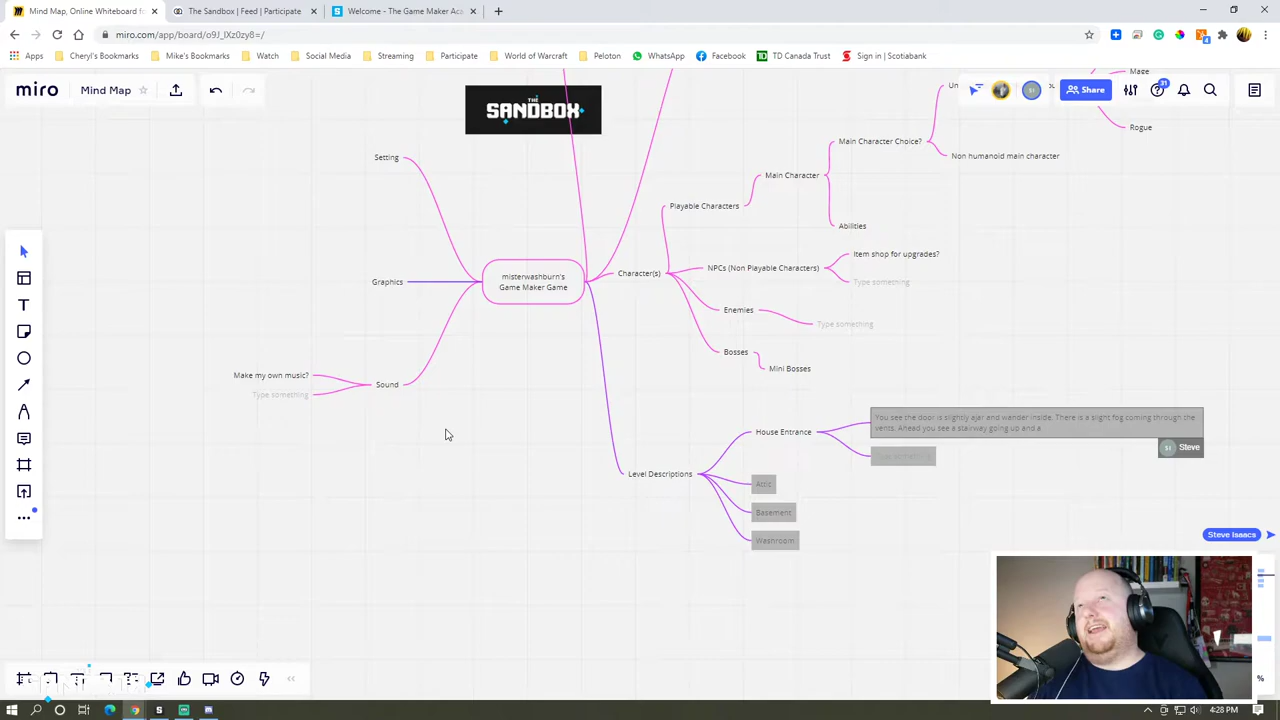 Mind Map, Online Whiteboard fo
The Sandbox | Feed | Participate
Welcome - The Game Maker Ac
miro.com/app/board/o9J_lXz0zy8=/
Apps
Cheryl's Bookmarks
Mike's Bookmarks
Watch
Social Media
Streaming
Participate
World of Warcraft
Peloton
WhatsApp
Facebook
TD Canada Trust
Sign in | Scotiabank
miro
Mind Map
Share
31
THE
SANDBOX
Mage
Rogue
Main Character Choice?
Non humanoid main character
Setting
Main Character
Playable Characters
Abilities
Item shop for upgrades?
NPCs (Non Playable Characters)
Character(s)
misterwashburn's
Game Maker Game
Graphics
Type something
Enemies
Type something
Bosses
Mini Bosses
Make my own music?
Sound
Type something
You see the door is slightly ajar and wander inside. There is a slight fog coming through the
vents. Ahead you see a stairway going up and a
House Entrance
St
Steve
Level Descriptions
Attic
Basement
Washroom
Steve Isaacs
%
4:28 PM